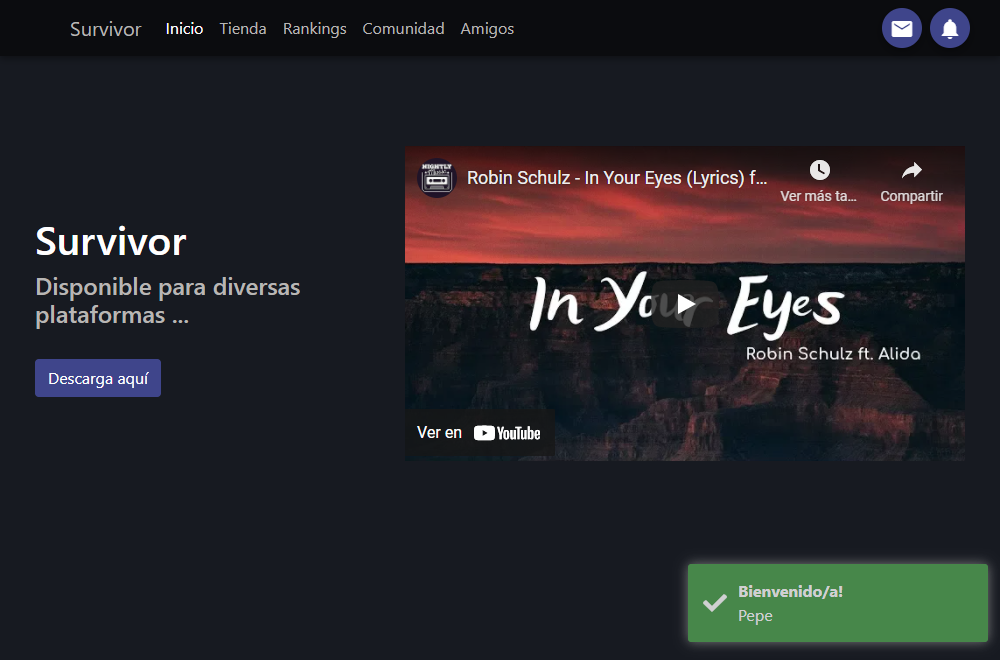 Survivor Inicio Tienda Rankings Comunidad Amigos
NIGHTLY
Robin Schulz - In Your Eyes (Lyrics) f...
Ver más ta...
Compartir
Survivor
Disponible para diversas
plataformas ...
Descarga aquí
In Your Eyes
Robin Schulz ft. Alida
Ver en YouTube
Bienvenido/a!
Pepe